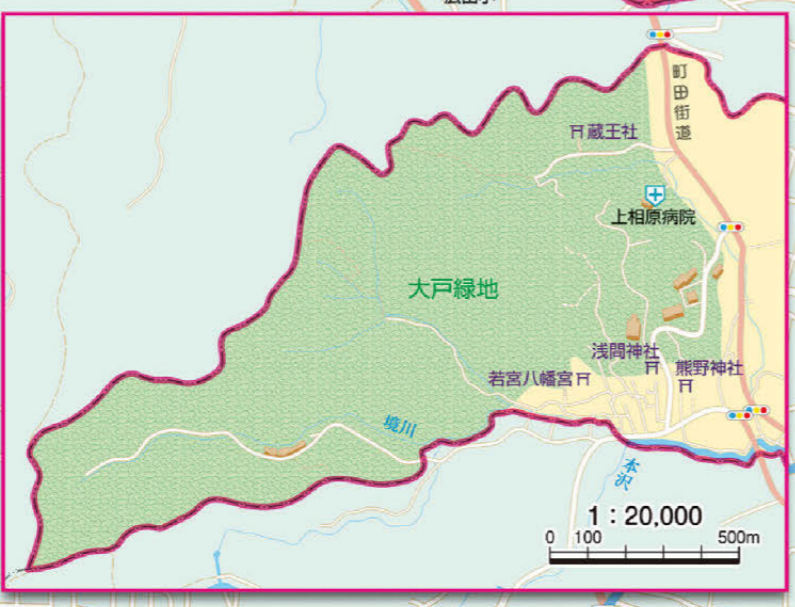 町田街道
蔵王社
上相原病院
大戸緑地
浅間神社
熊野神社
若宮八幡宮
境川
本沢
1：20,000
0 100 500m